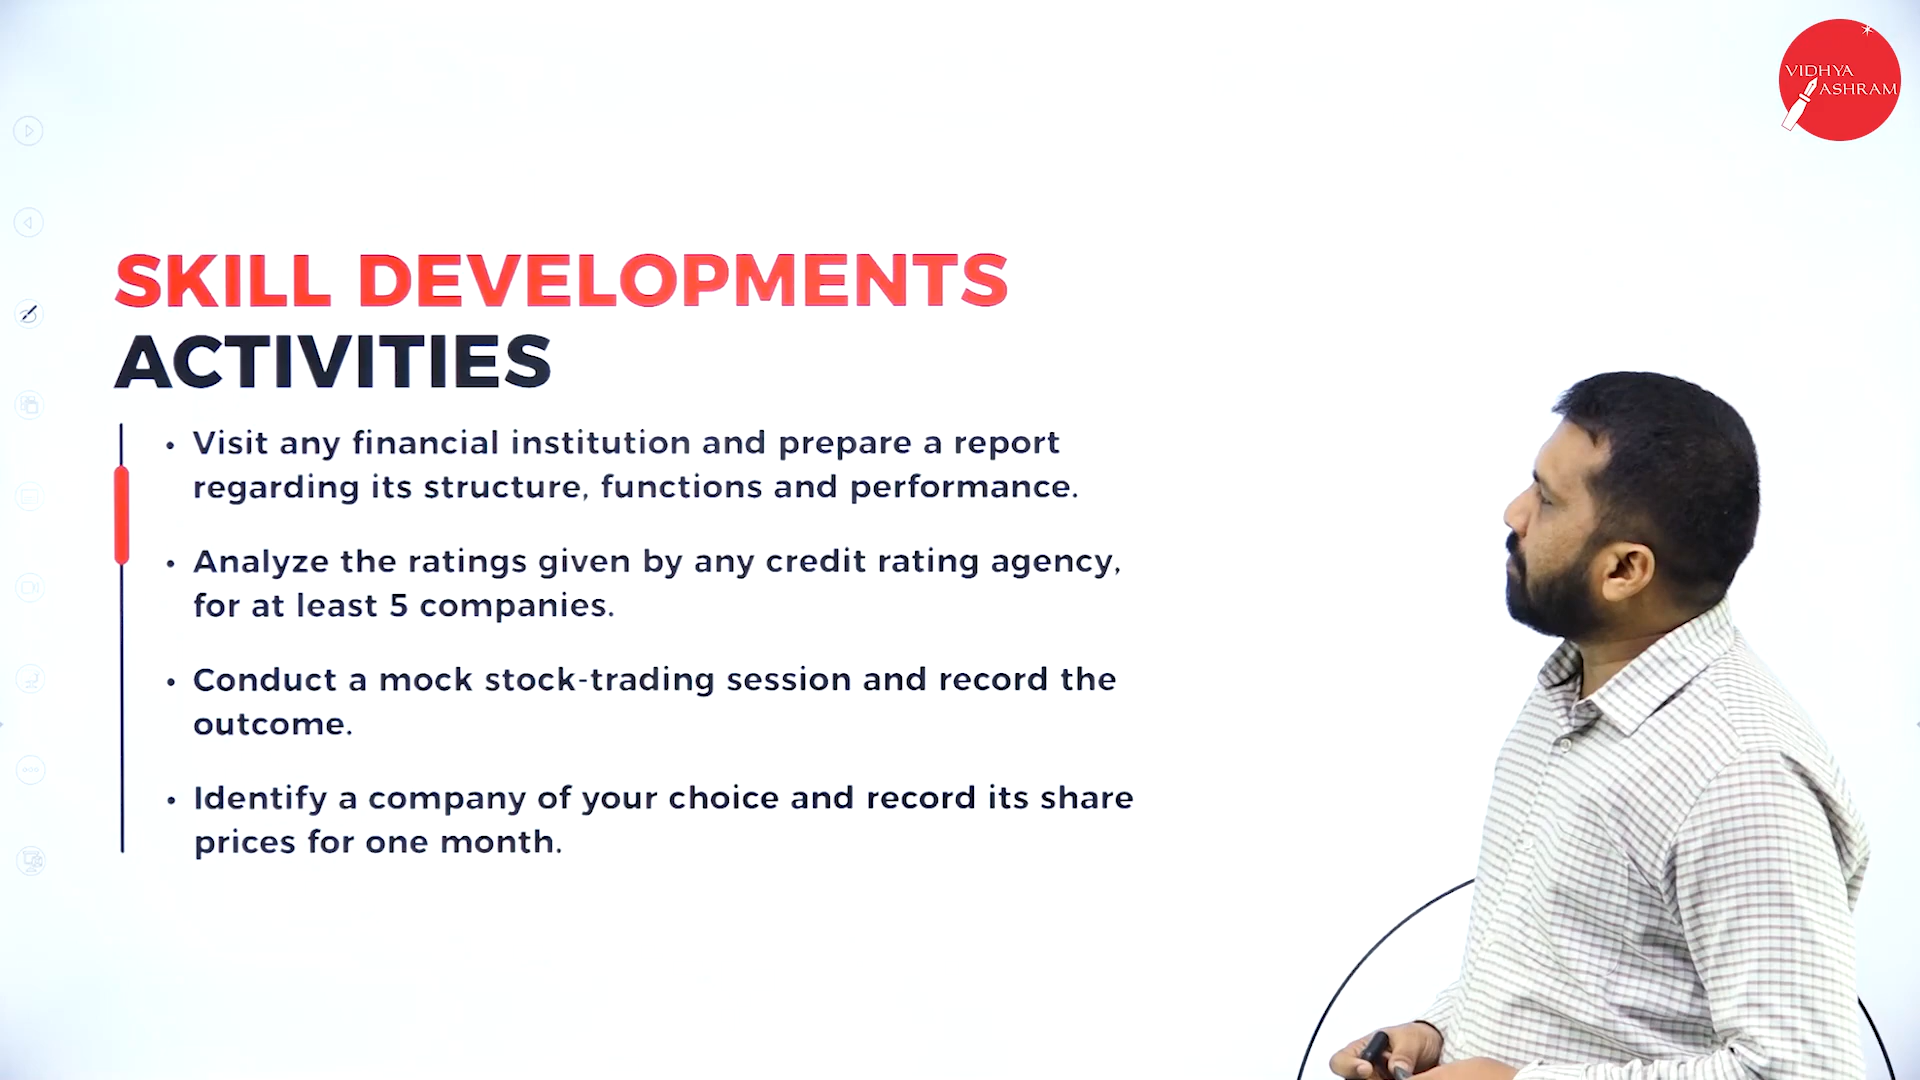 VIDHYA
ASHRAM
SKILL DEVELOPMENTS
ACTIVITIES
• Visit any financial institution and prepare a report
regarding its structure, functions and performance.
• Analyze the ratings given by any credit rating agency,
for at least 5 companies.
• Conduct a mock stock-trading session and record the
outcome.
• Identify a company of your choice and record its share
prices for one month.